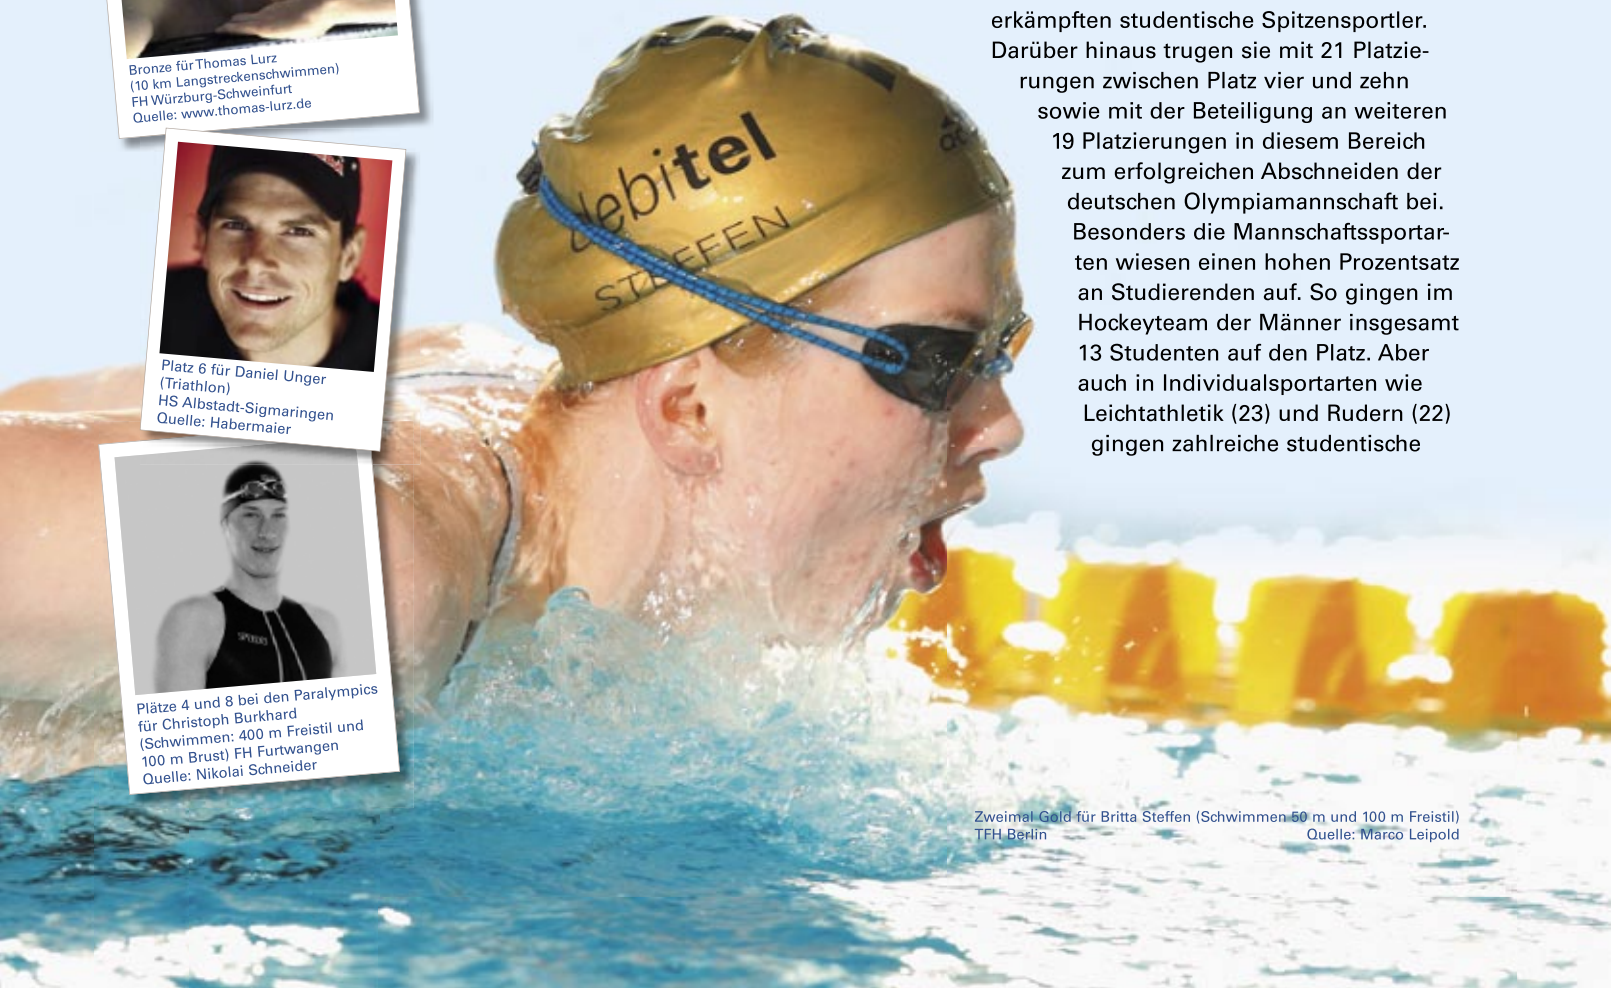 erkämpften studentische Spitzensportler.
Darüber hinaus trugen sie mit 21 Platzie-
rungen zwischen Platz vier und zehn
sowie mit der Beteiligung an weiteren
19 Platzierungen in diesem Bereich
zum erfolgreichen Abschneiden der
deutschen Olympiamannschaft bei.
Besonders die Mannschaftssportar-
ten wiesen einen hohen Prozentsatz
an Studierenden auf. So gingen im
Hockeyteam der Männer insgesamt
13 Studenten auf den Platz. Aber
auch in Individualsportarten wie
Leichtathletik (23) und Rudern (22)
gingen zahlreiche studentische
Bronze für Thomas Lurz
(10 km Langstreckenschwimmen)
FH Würzburg-Schweinfurt
Quelle: www.thomas-lurz.de
Platz 6 für Daniel Unger
(Triathlon)
HS Albstadt-Sigmaringen
Quelle: Habermaier
SPEEDO
Plätze 4 und 8 bei den Paralympics
für Christoph Burkhard
(Schwimmen: 400 m Freistil und
100 m Brust) FH Furtwangen
Quelle: Nikolai Schneider
debitel
STEFFEN
Zweimal Gold für Britta Steffen (Schwimmen 50 m und 100 m Freistil)
TFH Berlin Quelle: Marco Leipold